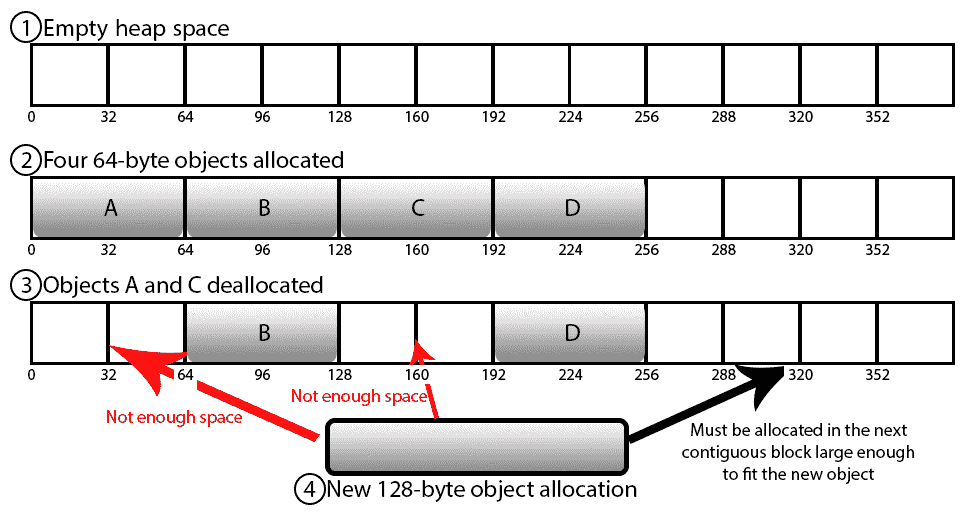 1 Empty heap space
0 32 64 96 128 160 192 224 256 288 320 352
2 Four 64-byte objects allocated
A B C D
0 32 64 96 128 160 192 224 256 288 320 352
3 Objects A and C deallocated
B D
0 32 64 96 128 160 192 224 256 288 320 352
Not enough space
Not enough space
Must be allocated in the next
contiguous block large enough
to fit the new object
4 New 128-byte object allocation